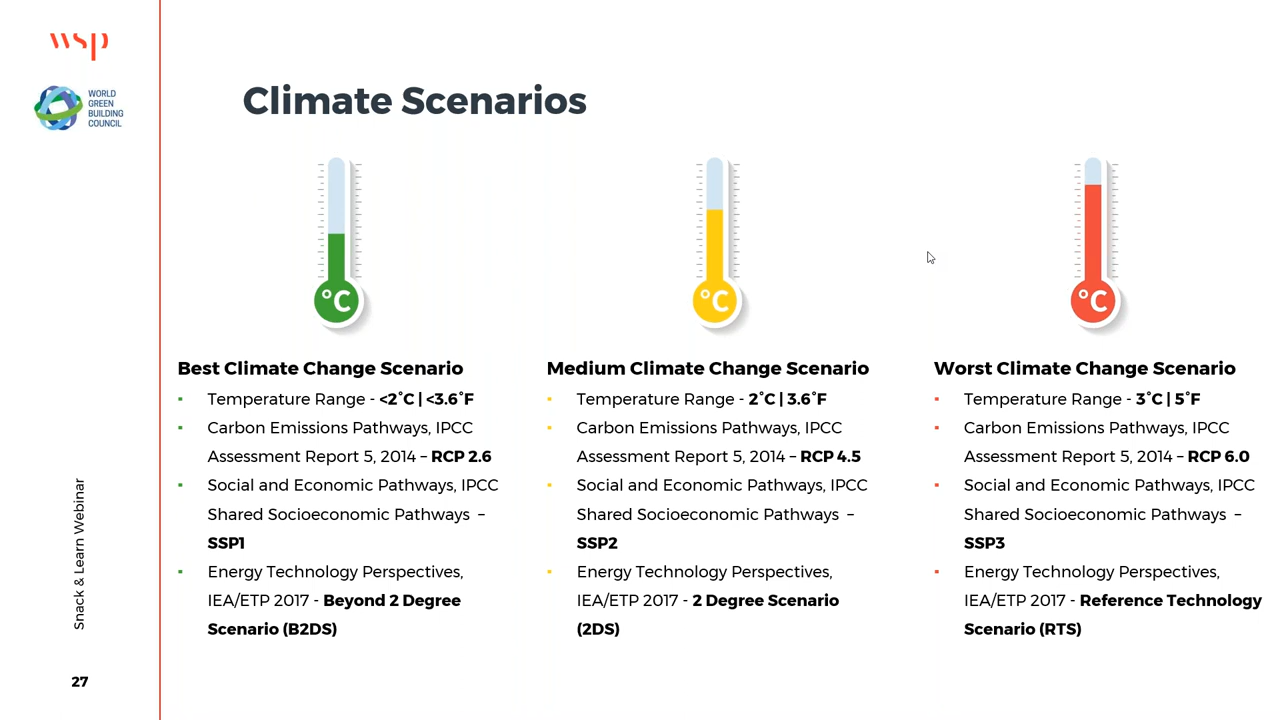 wsp
WORLD
GREEN
BUILDING
COUNCIL
Climate Scenarios
°C
°C
°C
Best Climate Change Scenario
▪ Temperature Range - <2°C | <3.6°F
▪ Carbon Emissions Pathways, IPCC
Assessment Report 5, 2014 – RCP 2.6
▪ Social and Economic Pathways, IPCC
Shared Socioeconomic Pathways –
SSP1
▪ Energy Technology Perspectives,
IEA/ETP 2017 - Beyond 2 Degree
Scenario (B2DS)
Medium Climate Change Scenario
▪ Temperature Range - 2°C | 3.6°F
▪ Carbon Emissions Pathways, IPCC
Assessment Report 5, 2014 – RCP 4.5
▪ Social and Economic Pathways, IPCC
Shared Socioeconomic Pathways –
SSP2
▪ Energy Technology Perspectives,
IEA/ETP 2017 - 2 Degree Scenario
(2DS)
Worst Climate Change Scenario
▪ Temperature Range - 3°C | 5°F
▪ Carbon Emissions Pathways, IPCC
Assessment Report 5, 2014 – RCP 6.0
▪ Social and Economic Pathways, IPCC
Shared Socioeconomic Pathways –
SSP3
▪ Energy Technology Perspectives,
IEA/ETP 2017 - Reference Technology
Scenario (RTS)
Snack & Learn Webinar
27